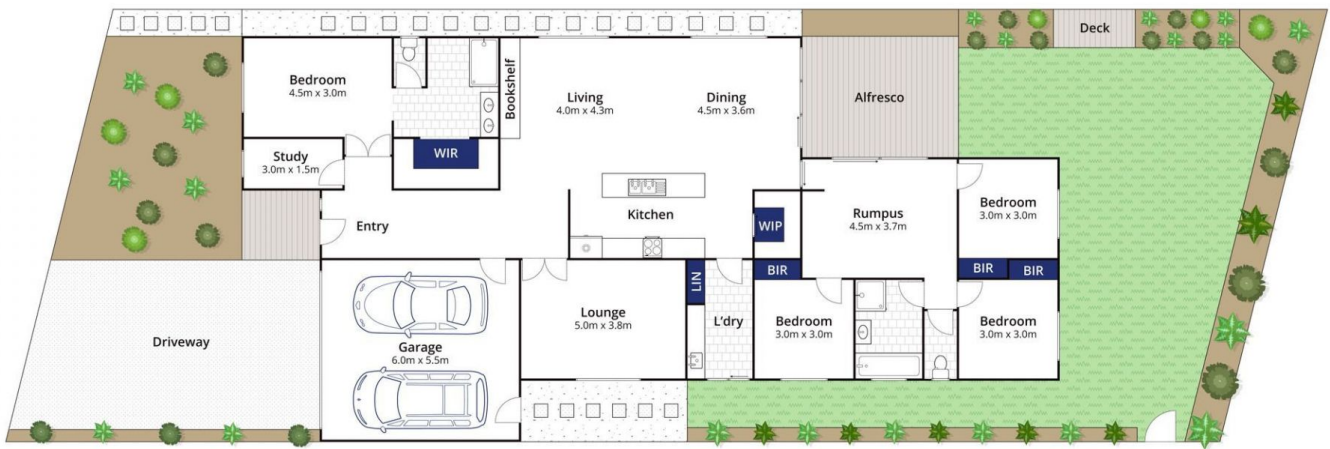 Deck
Bedroom
4.5m x 3.0m
Bookshelf
Living
4.0m x 4.3m
Dining
4.5m x 3.6m
Alfresco
Study
3.0m x 1.5m
WIR
Entry
Kitchen
WIP
Rumpus
4.5m x 3.7m
Bedroom
3.0m x 3.0m
BIR
BIR
BIR
LIN
Driveway
Garage
6.0m x 5.5m
Lounge
5.0m x 3.8m
L'dry
Bedroom
3.0m x 3.0m
Bedroom
3.0m x 3.0m